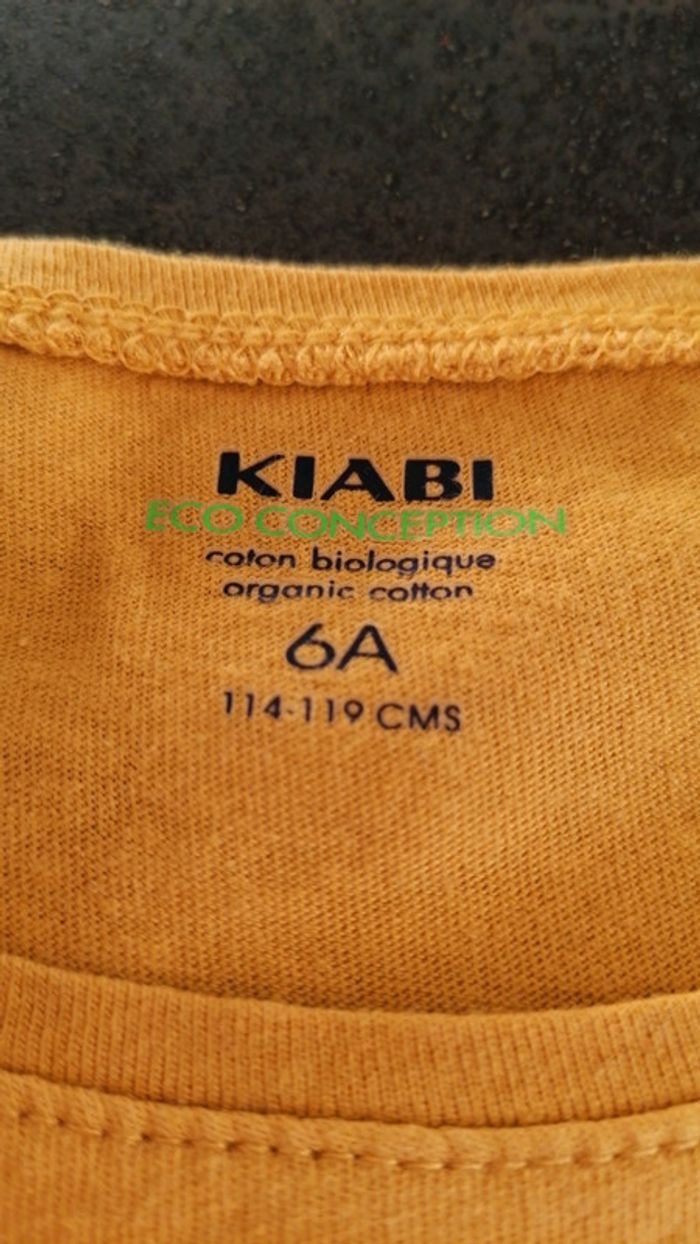 KIABI
ECO CONCEPTION
coton biologique
organic cotton
6A
114-119 CMS